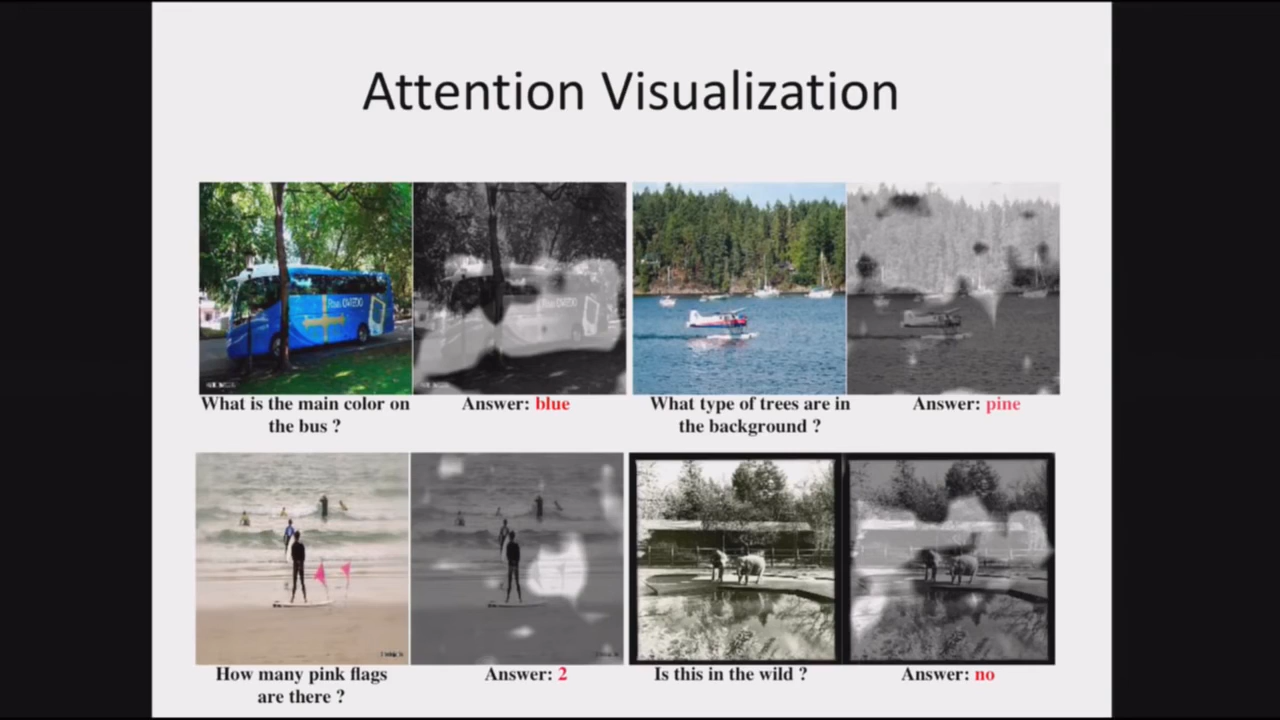 Attention Visualization
What is the main color on
the bus ?
Answer: blue
What type of trees are in
the background ?
Answer: pine
How many pink flags
are there ?
Answer: 2
Is this in the wild ?
Answer: no